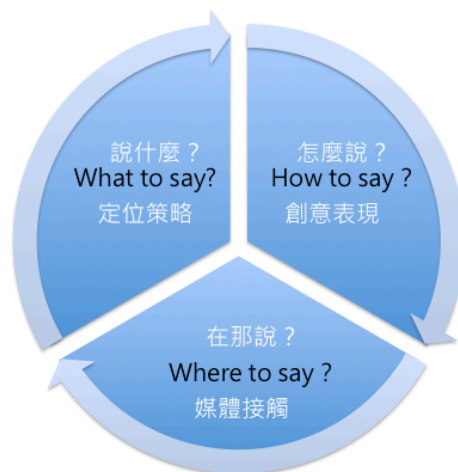 說什麼？
What to say?
定位策略
怎麼說？
How to say ?
創意表現
在那說？
Where to say ?
媒體接觸